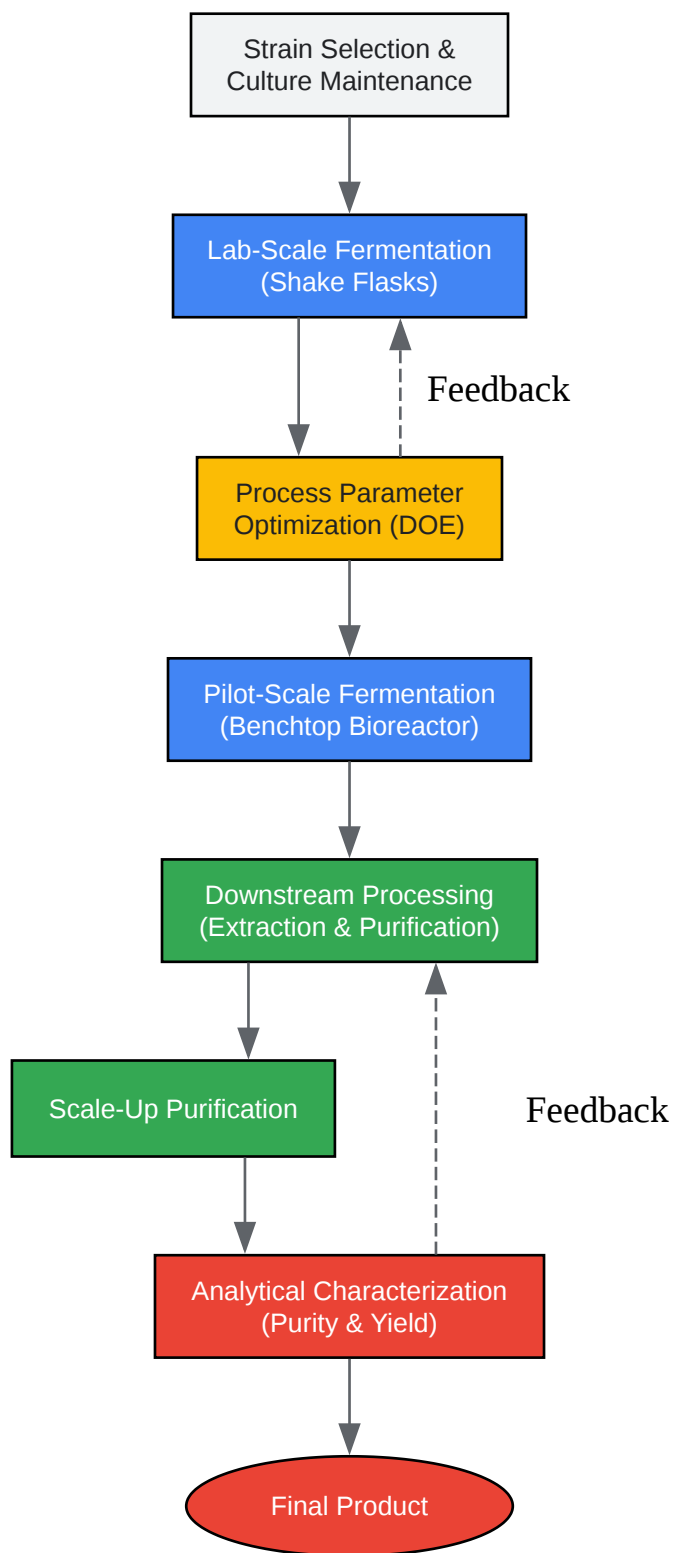 Strain Selection &
Culture Maintenance
Lab-Scale Fermentation
(Shake Flasks)
Feedback
Process Parameter
Optimization (DOE)
Pilot-Scale Fermentation
(Benchtop Bioreactor)
Downstream Processing
(Extraction & Purification)
Scale-Up Purification
Feedback
Analytical Characterization
(Purity & Yield)
Final Product